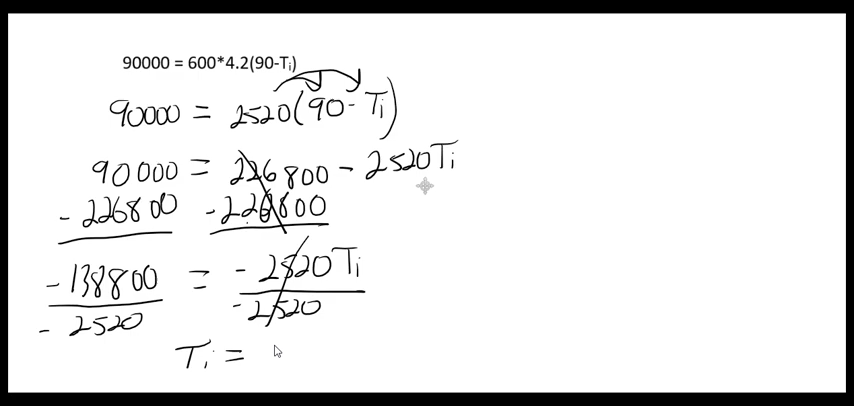 90000 = 600*4.2(90-Ti)
90000 = 2520(90- Ti)
90000 = 226800 - 2520Ti
-226800 -226800
-138800 = -2520Ti
-2520 -2520
Ti =